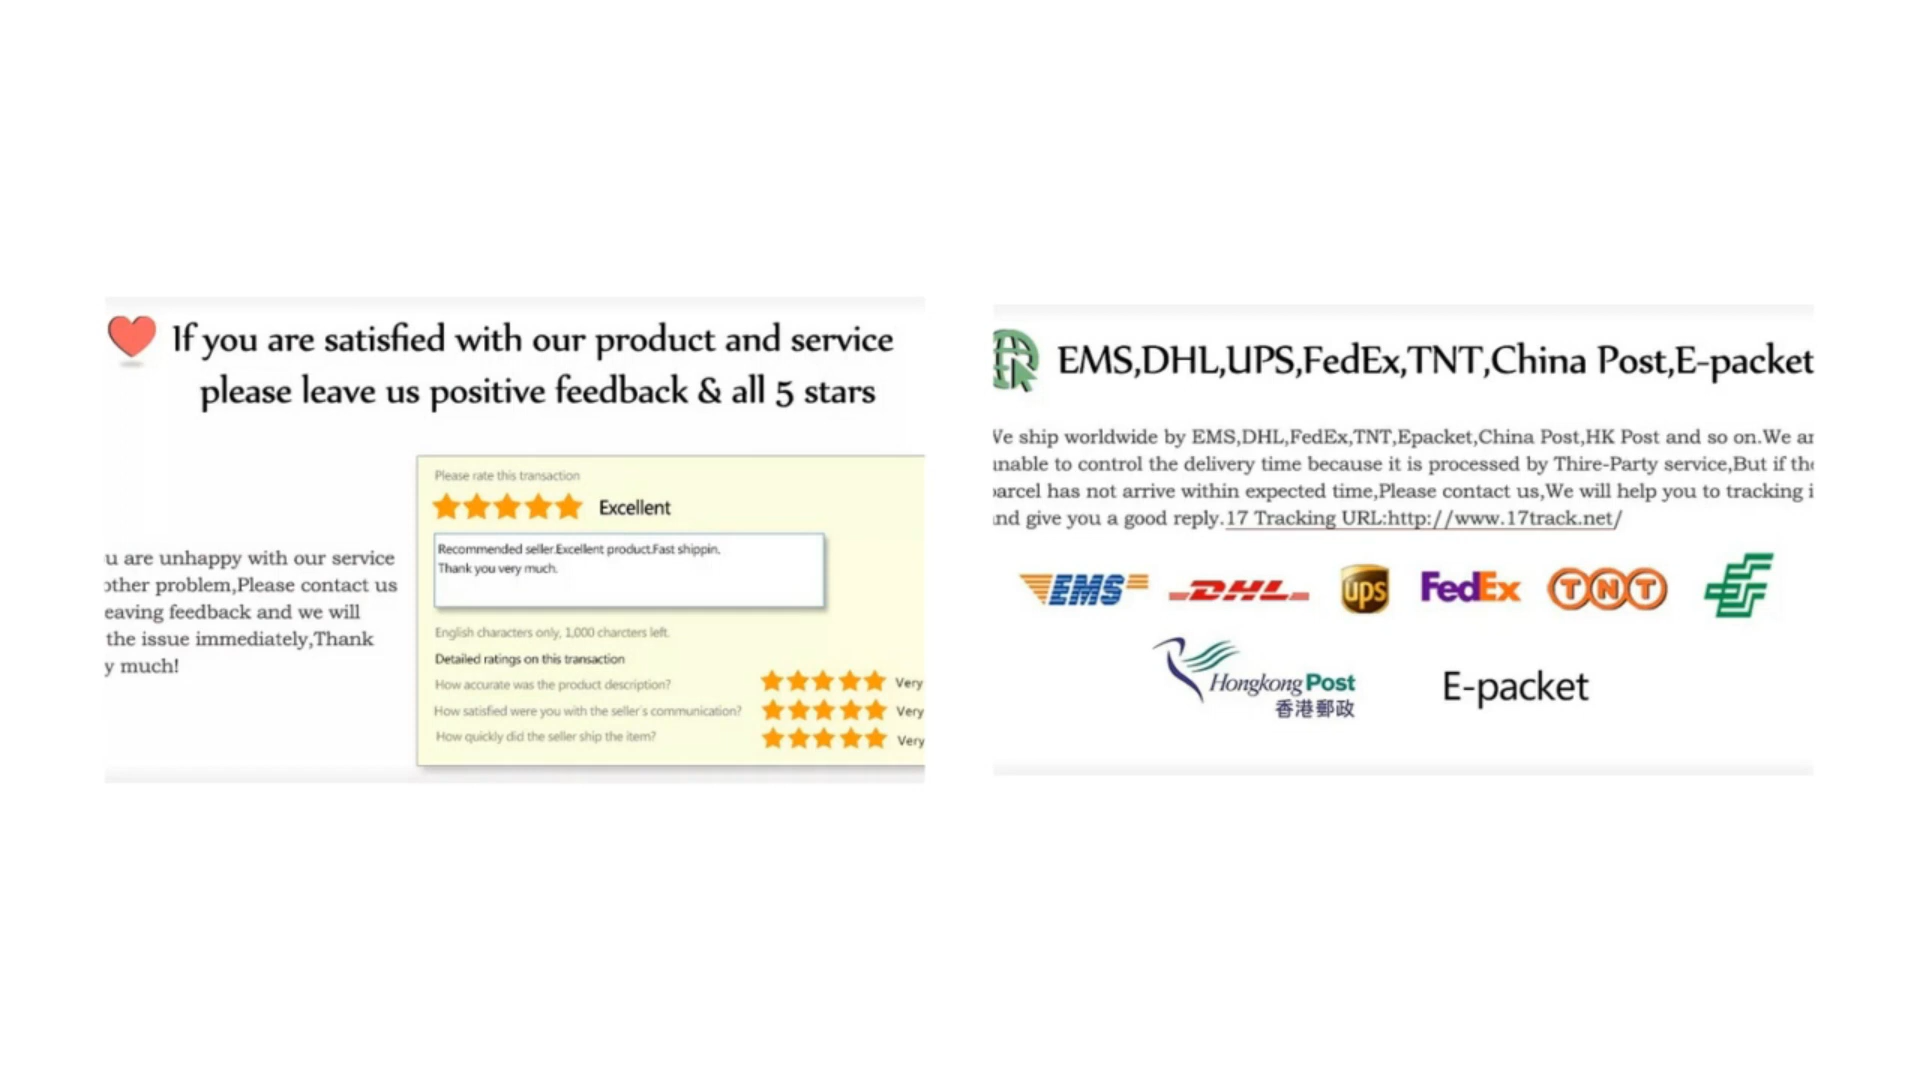 If you are satisfied with our product and service
please leave us positive feedback & all 5 stars
u are unhappy with our service
other problem,Please contact us
eaving feedback and we will
the issue immediately,Thank
y much!
Please rate this transaction
Excellent
Recommended seller.Excellent product.Fast shippin.
Thank you very much.
English characters only, 1,000 charcters left.
Detailed ratings on this transaction
How accurate was the product description? Very
How satisfied were you with the seller's communication? Very
How quickly did the seller ship the item? Very
EMS,DHL,UPS,FedEx,TNT,China Post,E-packet
We ship worldwide by EMS,DHL,FedEx,TNT,Epacket,China Post,HK Post and so on.We ar
unable to control the delivery time because it is processed by Thire-Party service,But if the
parcel has not arrive within expected time,Please contact us,We will help you to tracking i
and give you a good reply.17 Tracking URL:http://www.17track.net/
EMS DHL ups FedEx TNT
Hongkong Post
香港郵政
E-packet